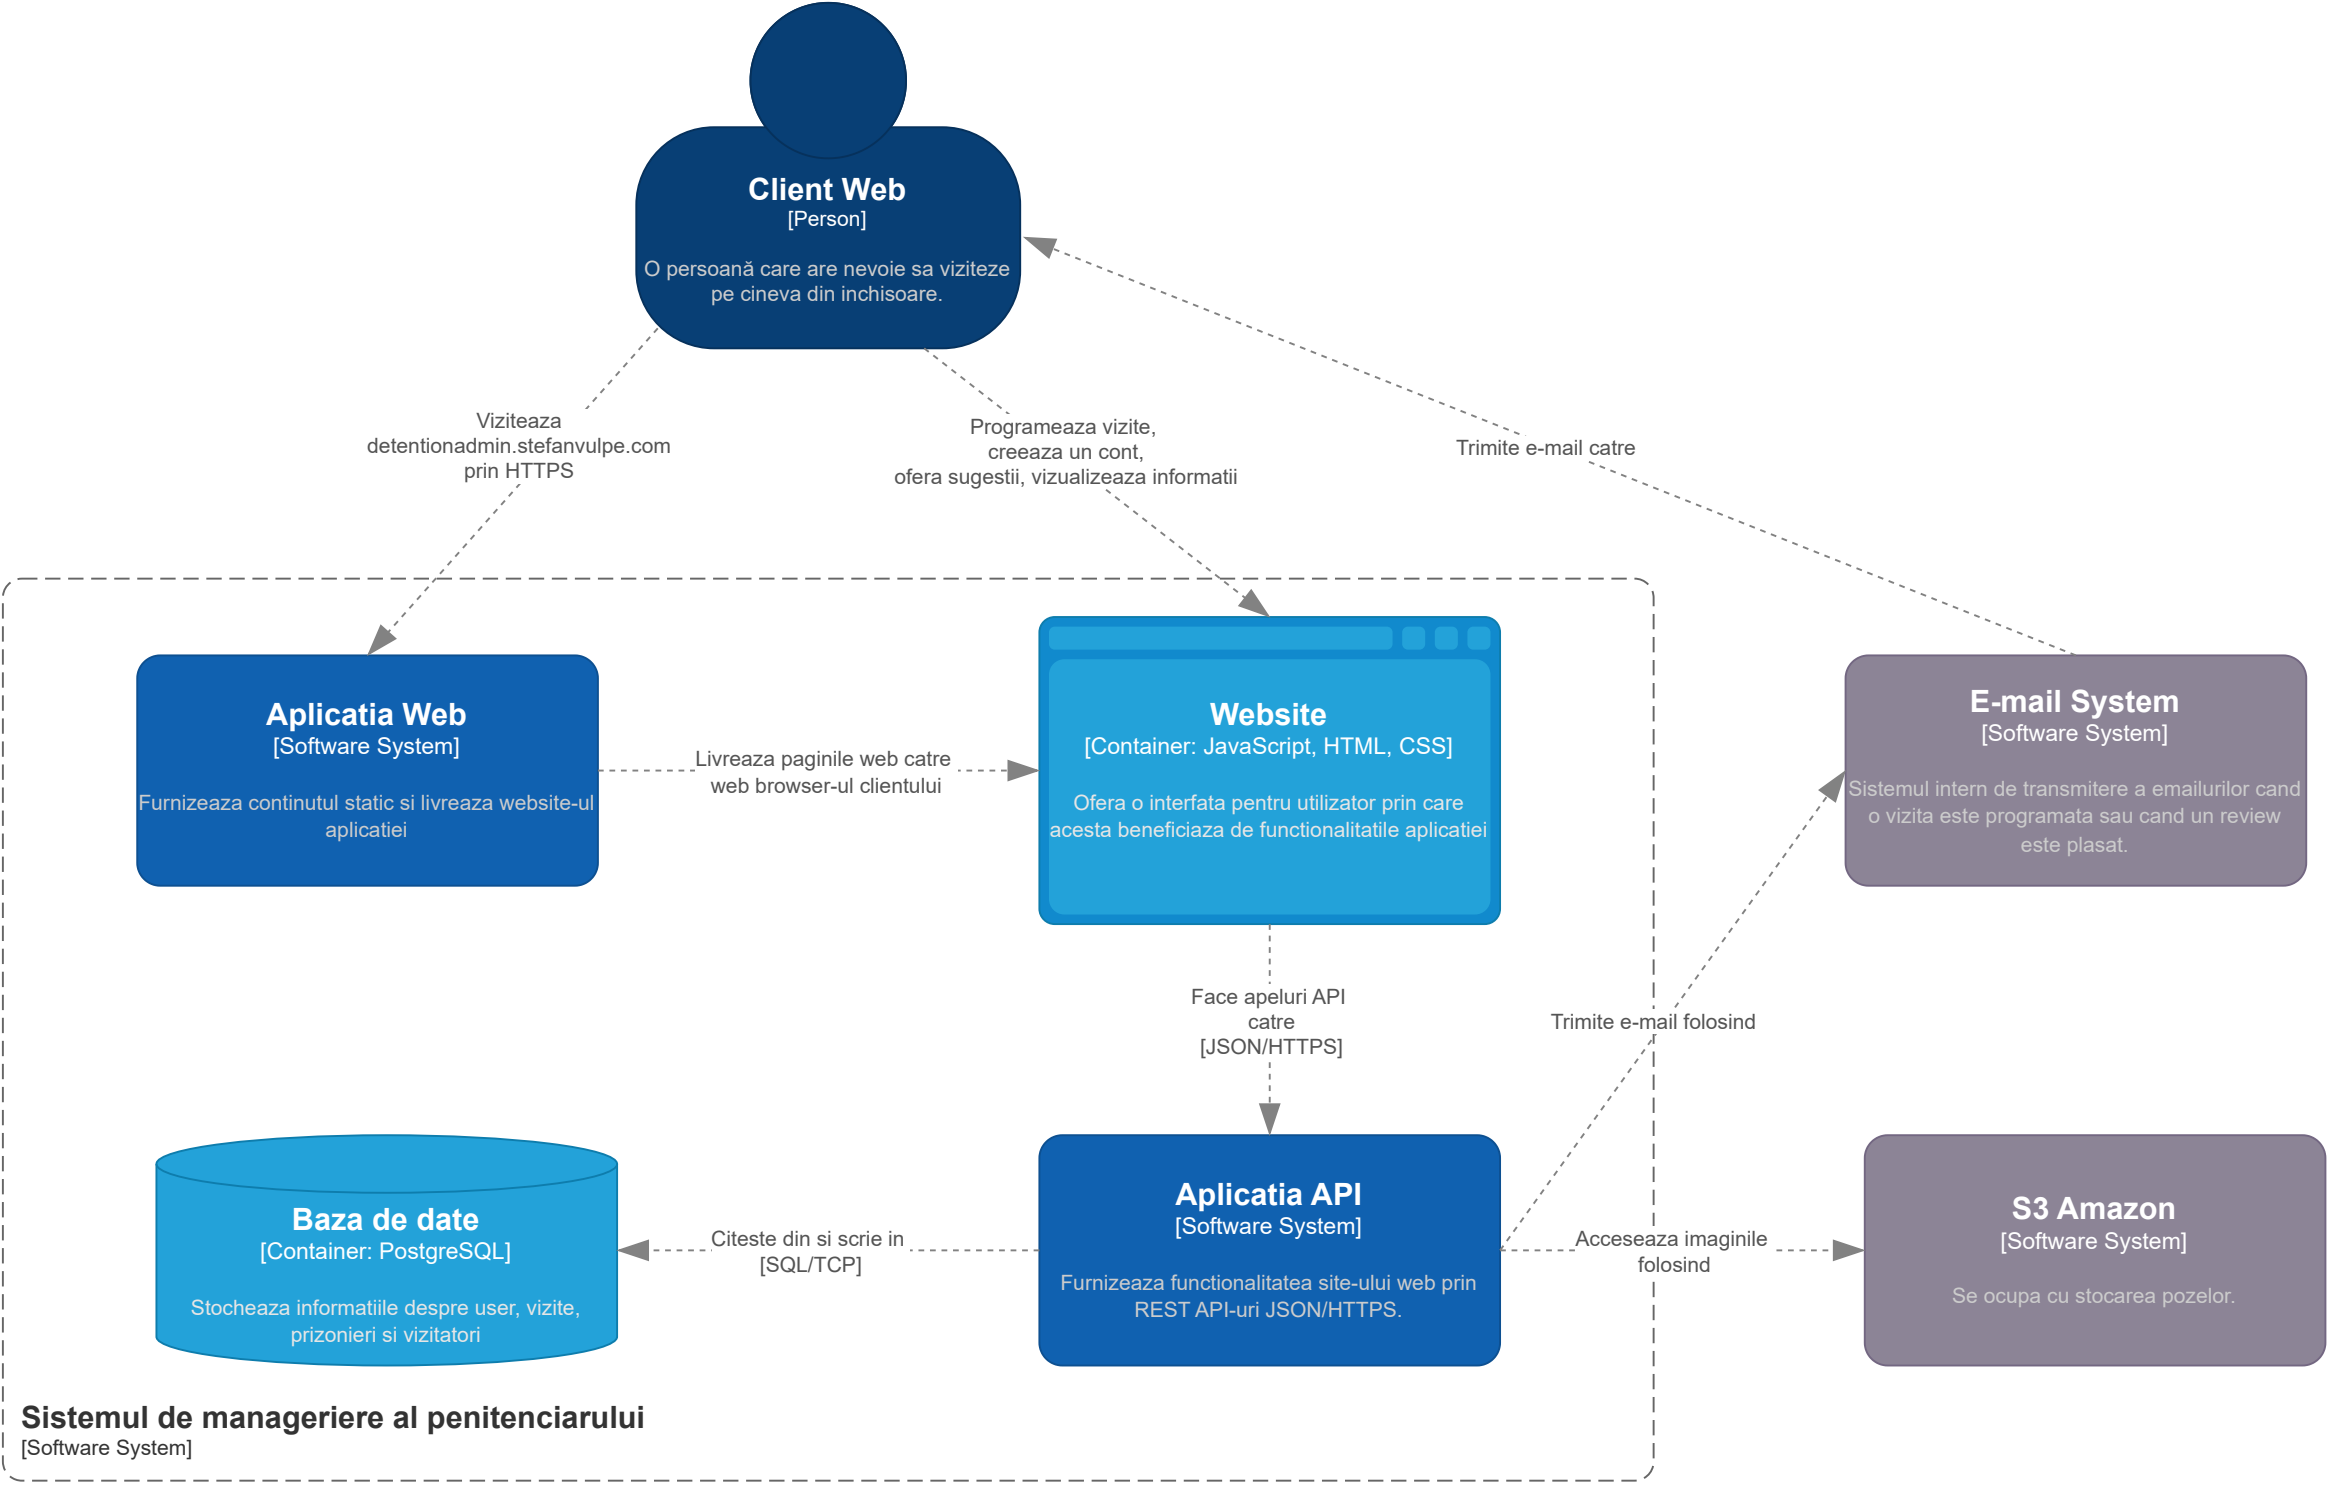 Client Web
[Person]
O persoană care are nevoie sa viziteze
pe cineva din inchisoare.
Viziteaza
detentionadmin.stefanvulpe.com
prin HTTPS
Programeaza vizite,
creeaza un cont,
ofera sugestii, vizualizeaza informatii
Trimite e-mail catre
Aplicatia Web
[Software System]
Furnizeaza continutul static si livreaza website-ul
aplicatiei
Livreaza paginile web catre
web browser-ul clientului
Website
[Container: JavaScript, HTML, CSS]
Ofera o interfata pentru utilizator prin care
acesta beneficiaza de functionalitatile aplicatiei
E-mail System
[Software System]
Sistemul intern de transmitere a emailurilor cand
o vizita este programata sau cand un review
este plasat.
Face apeluri API
catre
[JSON/HTTPS]
Trimite e-mail folosind
Baza de date
[Container: PostgreSQL]
Stocheaza informatiile despre user, vizite,
prizonieri si vizitatori
Citeste din si scrie in
[SQL/TCP]
Aplicatia API
[Software System]
Furnizeaza functionalitatea site-ului web prin
REST API-uri JSON/HTTPS.
Acceseaza imaginile
folosind
S3 Amazon
[Software System]
Se ocupa cu stocarea pozelor.
Sistemul de manageriere al penitenciarului
[Software System]